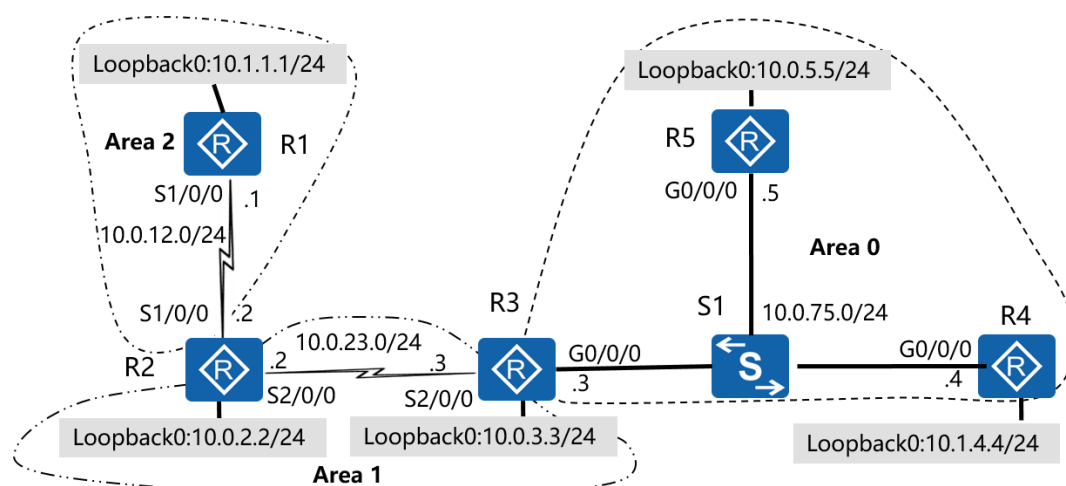 Loopback0:10.1.1.1/24
Loopback0:10.0.5.5/24
Area 2
R
R1
R5
R
S1/0/0
.1
G0/0/0
.5
10.0.12.0/24
Area 0
S1/0/0
.2
R3
S1
10.0.75.0/24
R4
R2
R
.2
10.0.23.0/24
.3
R
G0/0/0
.3
S
G0/0/0
.4
R
S2/0/0
S2/0/0
Loopback0:10.0.2.2/24
Loopback0:10.0.3.3/24
Loopback0:10.1.4.4/24
Area 1